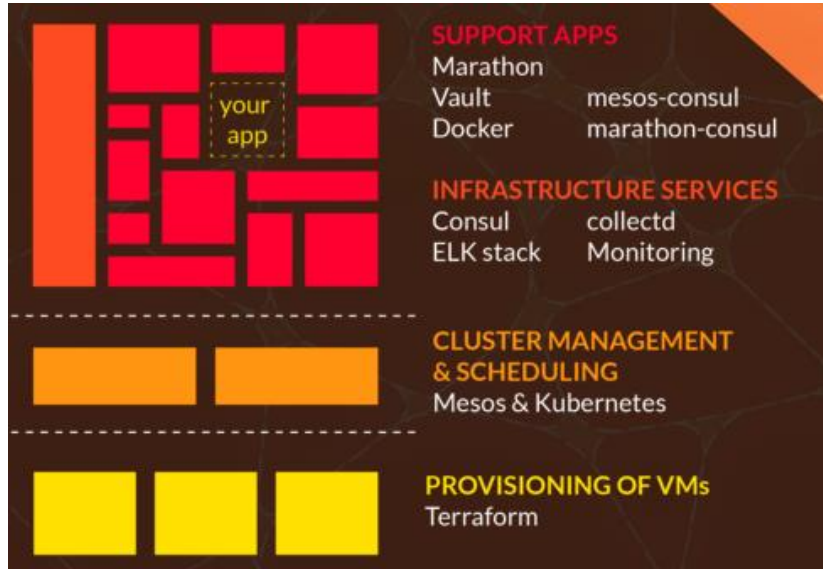 your
app
SUPPORT APPS
Marathon
Vault mesos-consul
Docker marathon-consul
INFRASTRUCTURE SERVICES
Consul collectd
ELK stack Monitoring
CLUSTER MANAGEMENT
& SCHEDULING
Mesos & Kubernetes
PROVISIONING OF VMs
Terraform